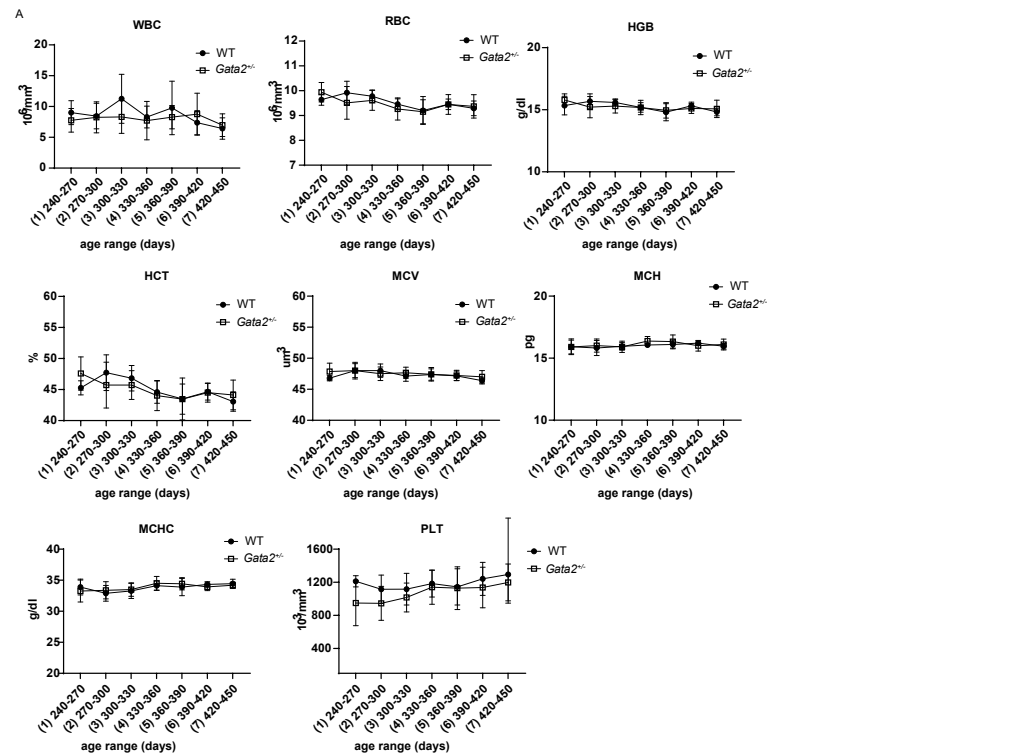 A
WBC
20
15
10
5
0
10⁶/mm³
WT
Gata2⁺/⁻
(1) 240-270
(2) 270-300
(3) 300-330
(4) 330-360
(5) 360-390
(6) 390-420
(7) 420-450
age range (days)
RBC
12
11
10
9
8
7
10⁶/mm³
WT
Gata2⁺/⁻
(1) 240-270
(2) 270-300
(3) 300-330
(4) 330-360
(5) 360-390
(6) 390-420
(7) 420-450
age range (days)
HGB
20
15
10
g/dl
WT
Gata2⁺/⁻
(1) 240-270
(2) 270-300
(3) 300-330
(4) 330-360
(5) 360-390
(6) 390-420
(7) 420-450
age range (days)
HCT
60
55
50
45
40
%
WT
Gata2⁺/⁻
(1) 240-270
(2) 270-300
(3) 300-330
(4) 330-360
(5) 360-390
(6) 390-420
(7) 420-450
age range (days)
MCV
60
55
50
45
40
um³
WT
Gata2⁺/⁻
(1) 240-270
(2) 270-300
(3) 300-330
(4) 330-360
(5) 360-390
(6) 390-420
(7) 420-450
age range (days)
MCH
20
15
10
pg
WT
Gata2⁺/⁻
(1) 240-270
(2) 270-300
(3) 300-330
(4) 330-360
(5) 360-390
(6) 390-420
(7) 420-450
age range (days)
MCHC
40
35
30
25
20
g/dl
WT
Gata2⁺/⁻
(1) 240-270
(2) 270-300
(3) 300-330
(4) 330-360
(5) 360-390
(6) 390-420
(7) 420-450
age range (days)
PLT
1600
1200
800
400
10³/mm³
WT
Gata2⁺/⁻
(1) 240-270
(2) 270-300
(3) 300-330
(4) 330-360
(5) 360-390
(6) 390-420
(7) 420-450
age range (days)